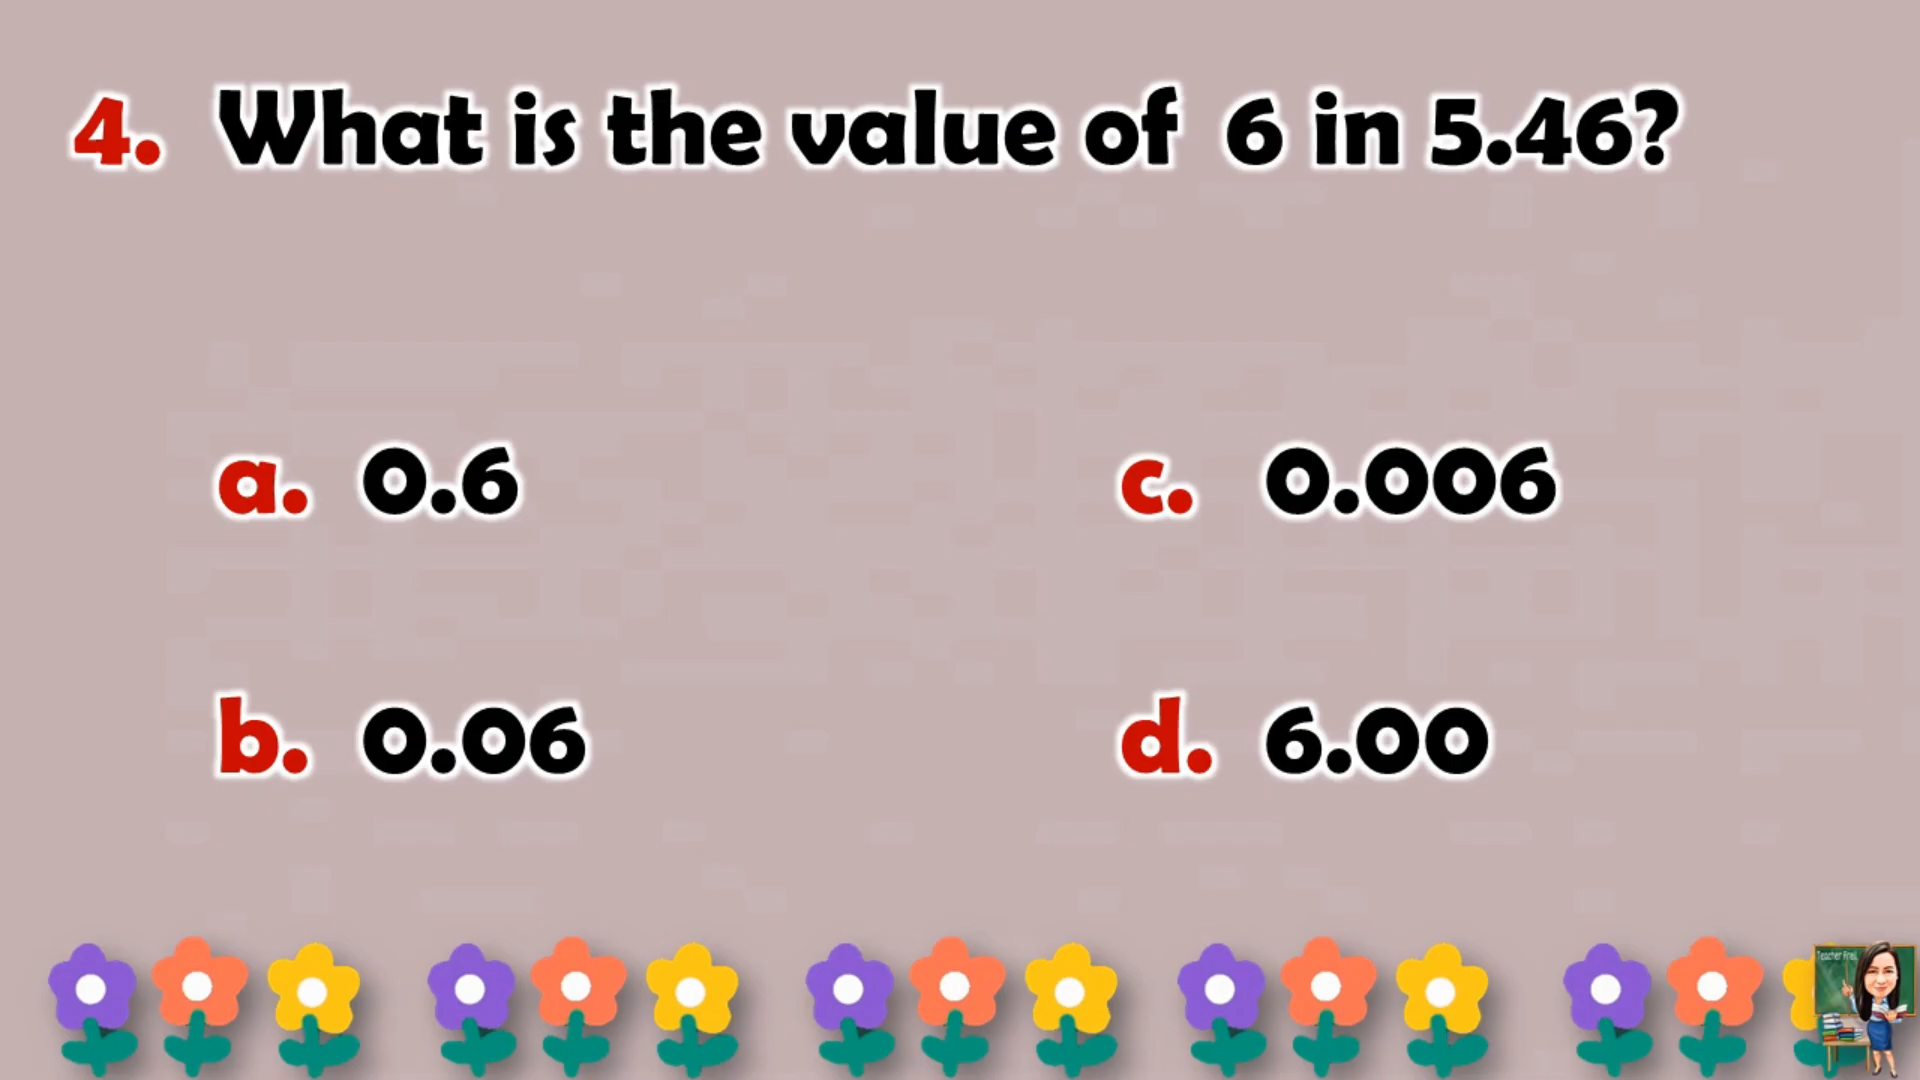 4. What is the value of 6 in 5.46?
a. 0.6
b. 0.06
c. 0.006
d. 6.00